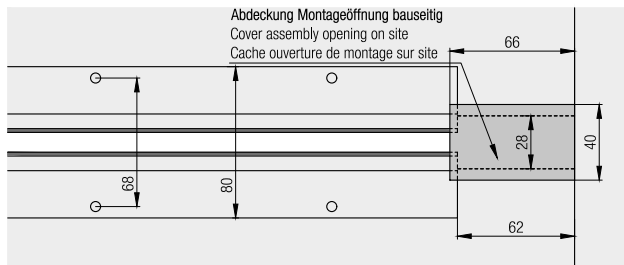 Abdeckung Montageöffnung bauseitig
Cover assembly opening on site
Cache ouverture de montage sur site
66
68
80
28
40
62